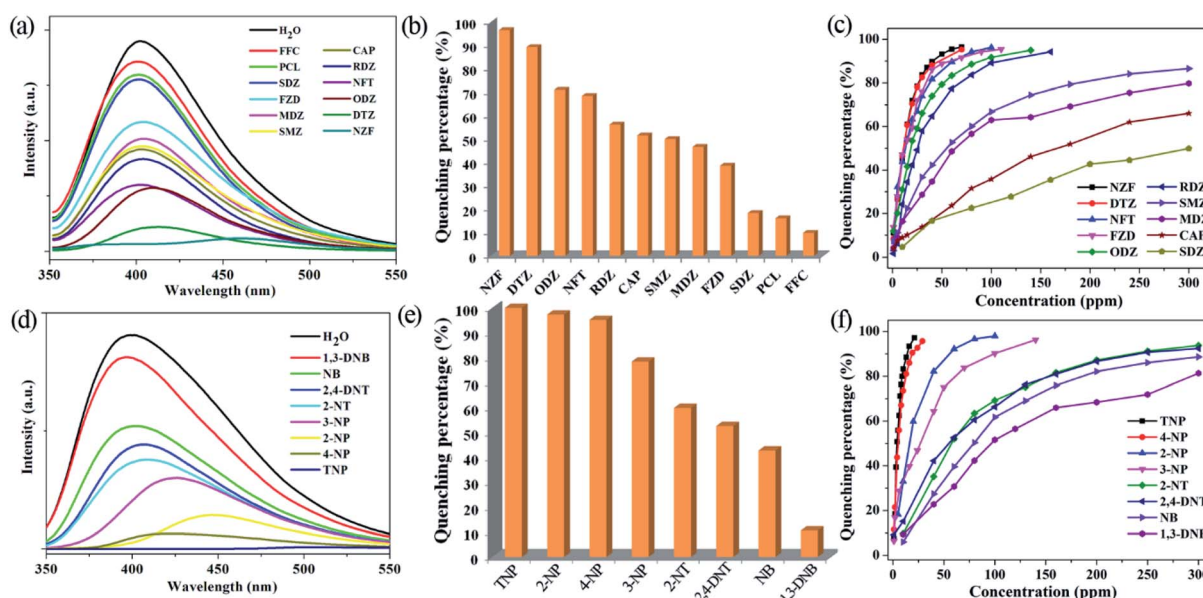 (a)
Intensity (a.u.)
H₂O
FFC
PCL
SDZ
FZD
MDZ
SMZ
CAP
RDZ
NFT
ODZ
DTZ
NZF
350 400 450 500 550
Wavelength (nm)
(b)
Quenching percentage (%)
100
90
80
70
60
50
40
30
20
10
0
NZF DTZ ODZ NFT RDZ CAP SMZ MDZ FZD SDZ PCL FFC
(c)
Quenching percentage (%)
100
80
60
40
20
0
NZF
DTZ
NFT
FZD
ODZ
RDZ
SMZ
MDZ
CAP
SDZ
0 50 100 150 200 250 300
Concentration (ppm)
(d)
Intensity (a.u.)
H₂O
1,3-DNB
NB
2,4-DNT
2-NT
3-NP
2-NP
4-NP
TNP
350 400 450 500 550
Wavelength (nm)
(e)
Quenching percentage (%)
100
90
80
70
60
50
40
30
20
10
0
TNP 2-NP 4-NP 3-NP 2-NT 2,4-DNT NB 1,3-DNB
(f)
Quenching percentage (%)
100
80
60
40
20
0
TNP
4-NP
2-NP
3-NP
2-NT
2,4-DNT
NB
1,3-DNB
0 50 100 150 200 250 300
Concentration (ppm)